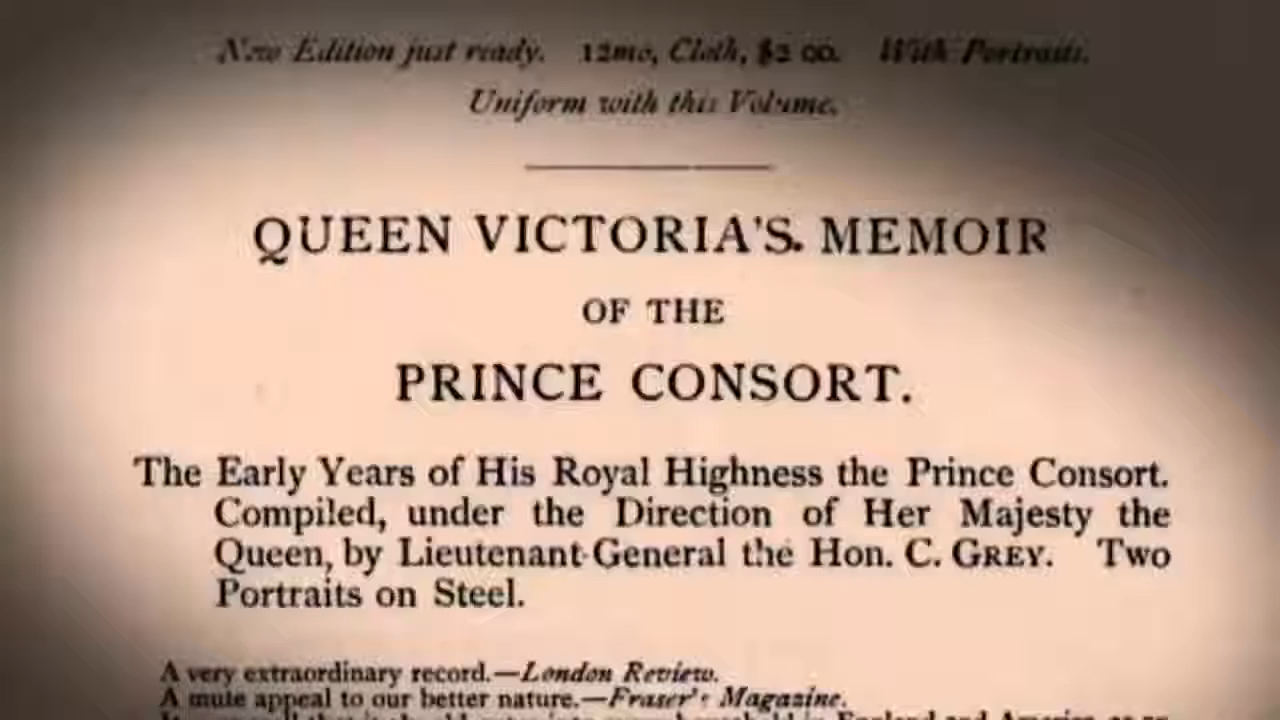 New Edition just ready. 12mo, Cloth, $2 00. With Portraits.
Uniform with this Volume.
QUEEN VICTORIA'S. MEMOIR
OF THE
PRINCE CONSORT.
The Early Years of His Royal Highness the Prince Consort.
Compiled, under the Direction of Her Majesty the
Queen, by Lieutenant-General the Hon. C. GREY. Two
Portraits on Steel.
A very extraordinary record.—London Review.
A mute appeal to our better nature.—Fraser's Magazine.